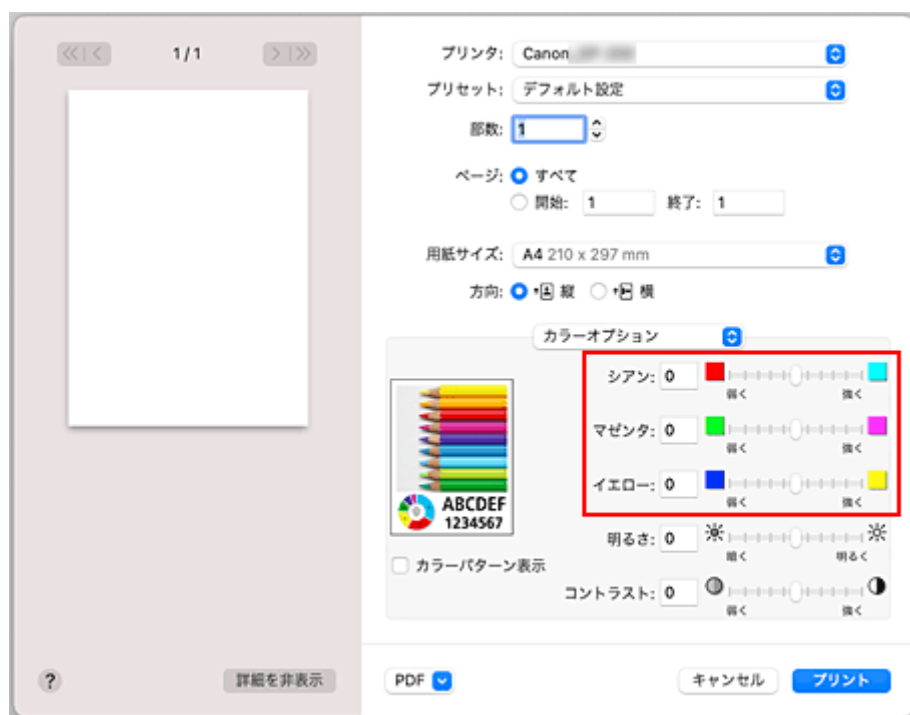 1/1
プリンタ: Canon
プリセット: デフォルト設定
部数: 1
ページ: すべて
開始: 1 終了: 1
用紙サイズ: A4 210 x 297 mm
方向: 縦 横
カラーオプション
シアン: 0
弱く 強く
マゼンタ: 0
弱く 強く
イエロー: 0
弱く 強く
ABCDEF
1234567
明るさ: 0
暗く 明るく
カラーパターン表示
コントラスト: 0
弱く 強く
? 詳細を非表示 PDF キャンセル プリント